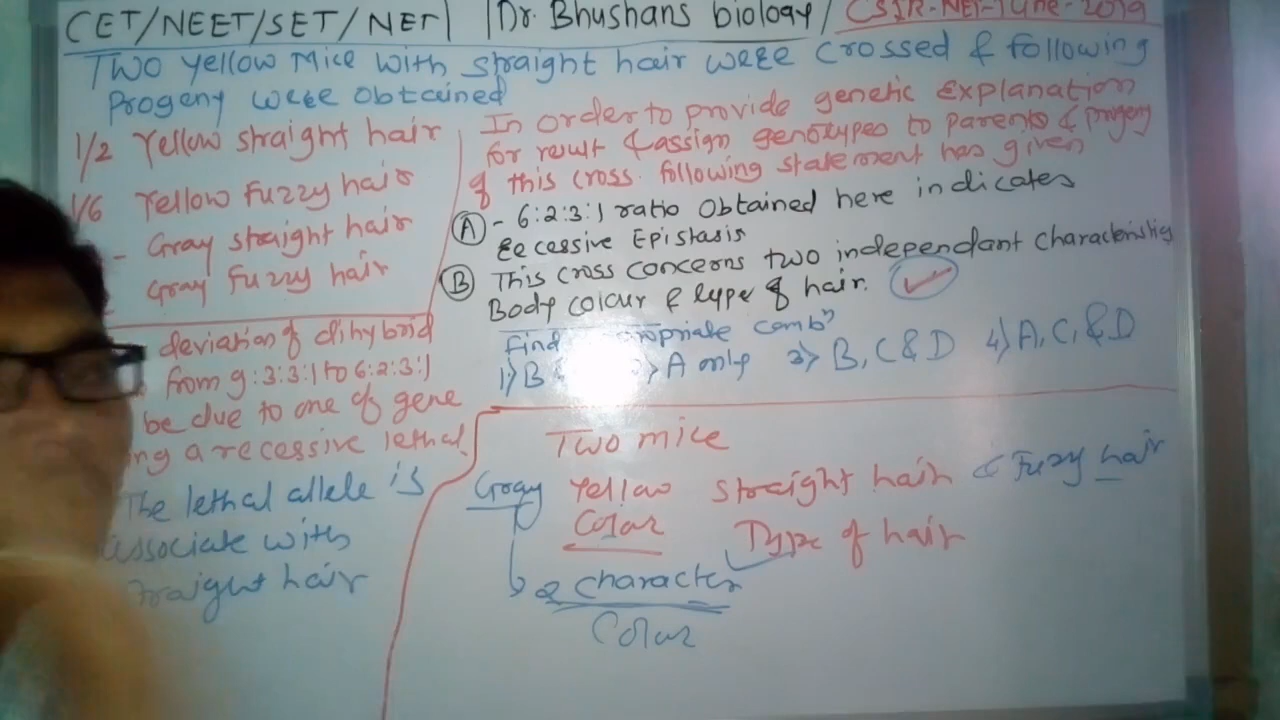 CET/NEET/SET/NET| |Dr. Bhushans biology/ CSIR-NET-June-2019
Two yellow Mice with straight hair were crossed & following
Progeny were obtained
1/2 Yellow straight hair
1/6 Yellow Fuzzy hair
- Gray straight hair
Gray Fuzzy hair
In order to provide genetic explanation
for result & assign genotypes to parents & progeny
of this cross. following statement has given
(A) - 6:2:3:1 ratio obtained here indicates
recessive Epistasis
(B) This cross concerns two independant characteristics
Body colour & type of hair.
Find appropriate combn
1) B A only 3) B, C & D 4) A, C, & D
deviation of dihybrid
from 9:3:3:1 to 6:2:3:1
be due to one of gene
ng a recessive lethal
The lethal allele is
associate with
straight hair
Two mice
Gray Yellow straight hair & Fuzzy hair
Color Type of hair
2 character
Color